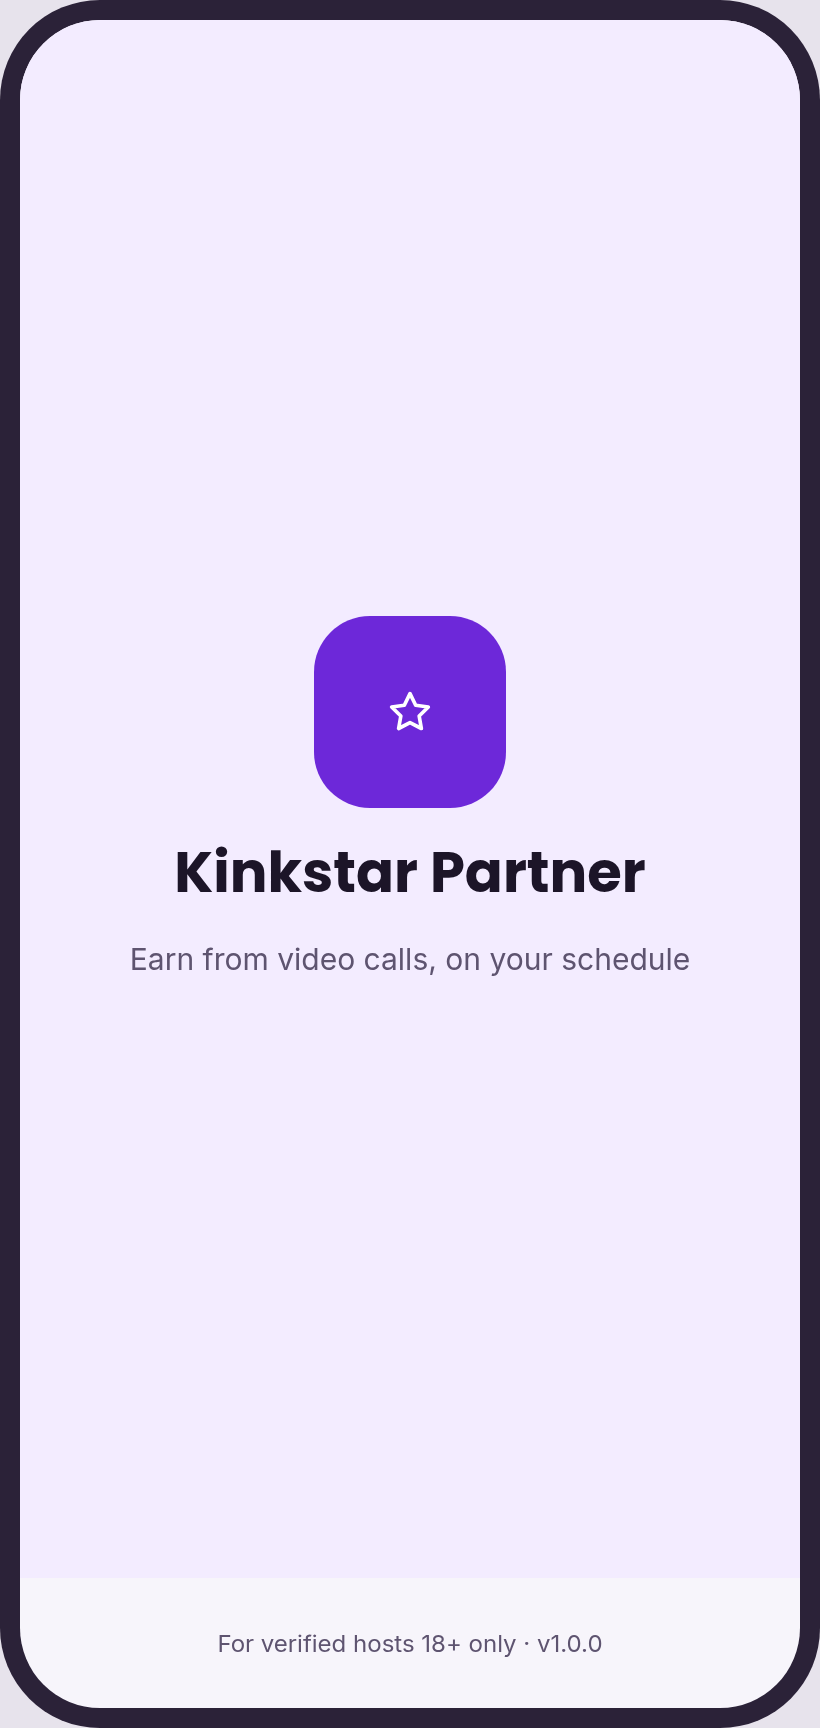 Kinkstar Partner
Earn from video calls, on your schedule
For verified hosts 18+ only · v1.0.0